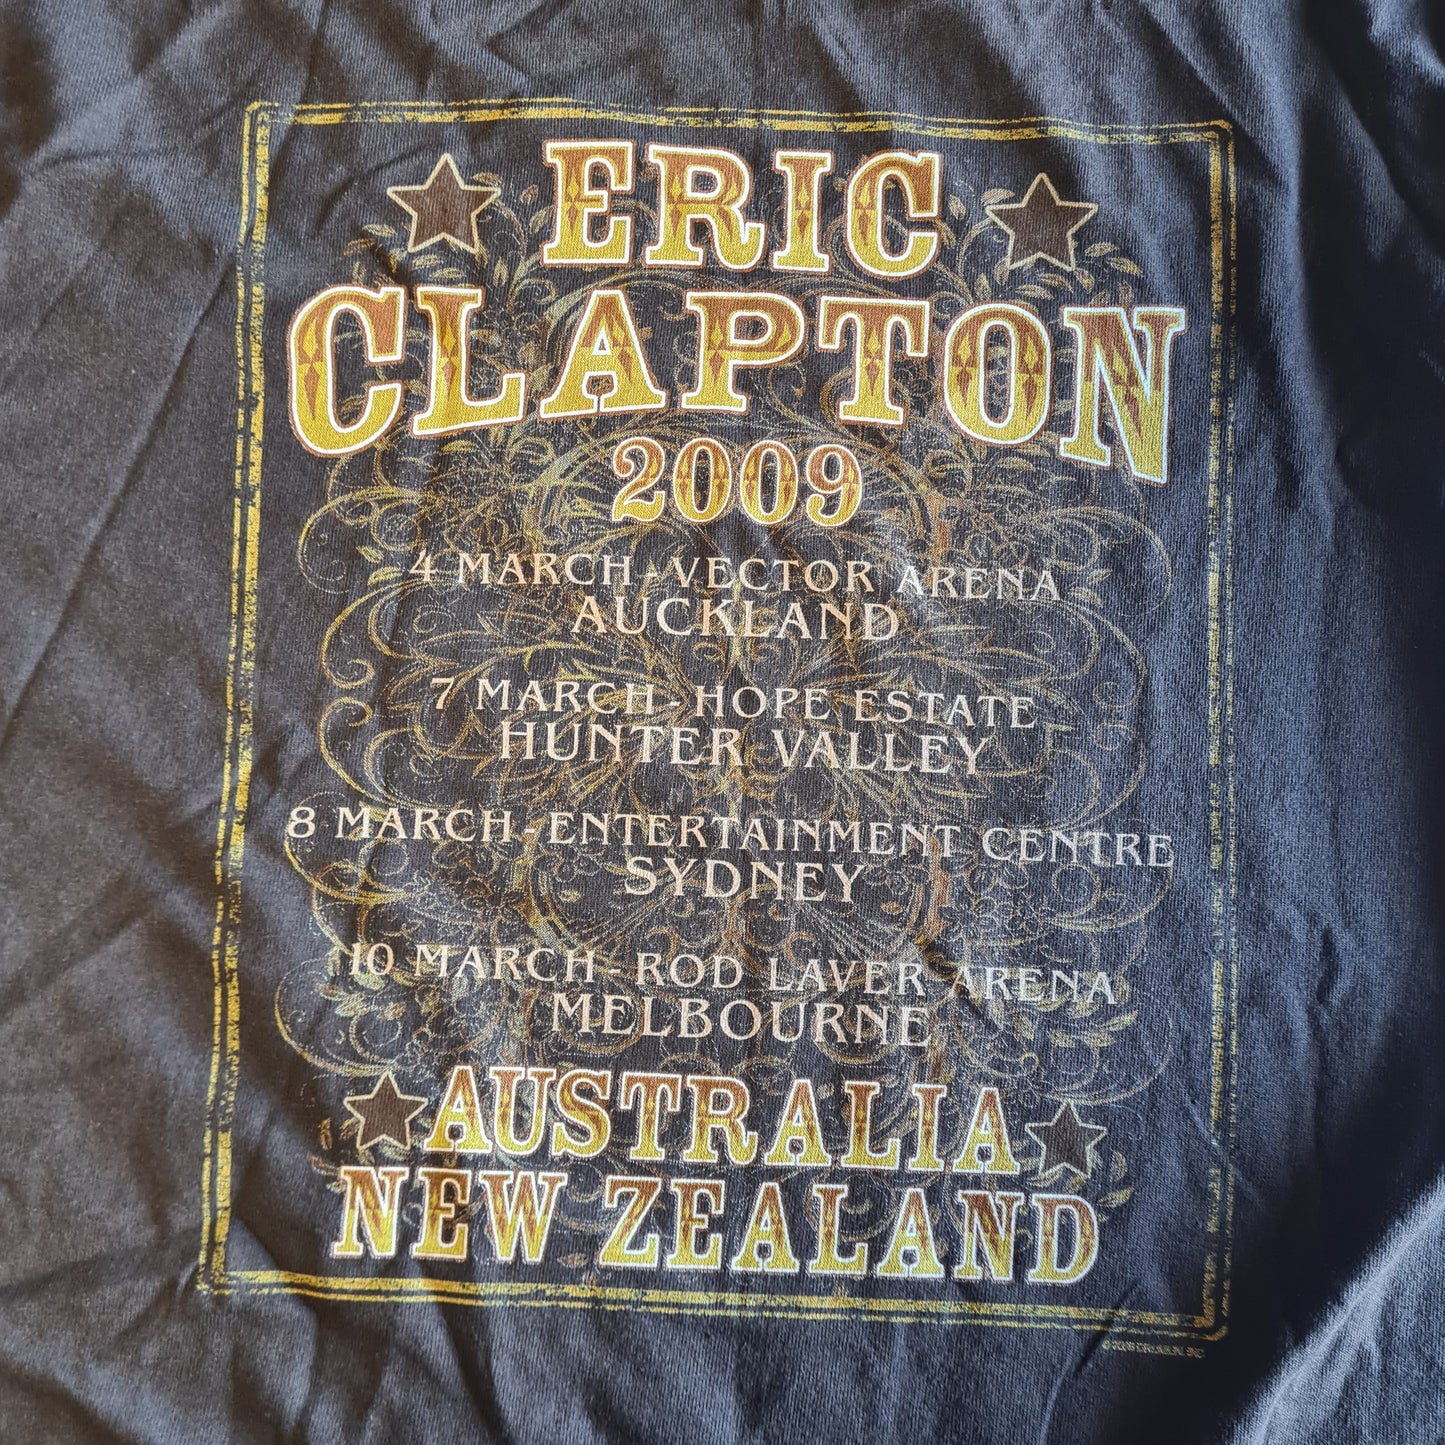 ERIC
CLAPTON
2009
4 MARCH - VECTOR ARENA
AUCKLAND
7 MARCH - HOPE ESTATE
HUNTER VALLEY
8 MARCH - ENTERTAINMENT CENTRE
SYDNEY
10 MARCH - ROD LAVER ARENA
MELBOURNE
AUSTRALIA
NEW ZEALAND